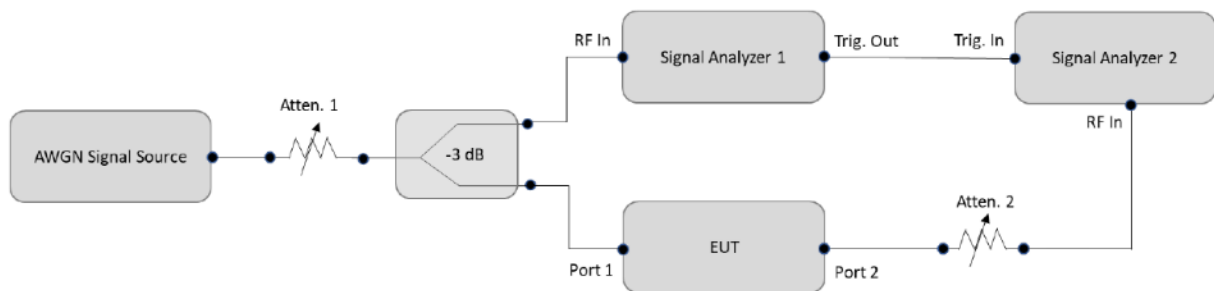 RF In
Signal Analyzer 1
Trig. Out
Trig. In
Signal Analyzer 2
Atten. 1
RF In
AWGN Signal Source
-3 dB
Atten. 2
Port 1
EUT
Port 2